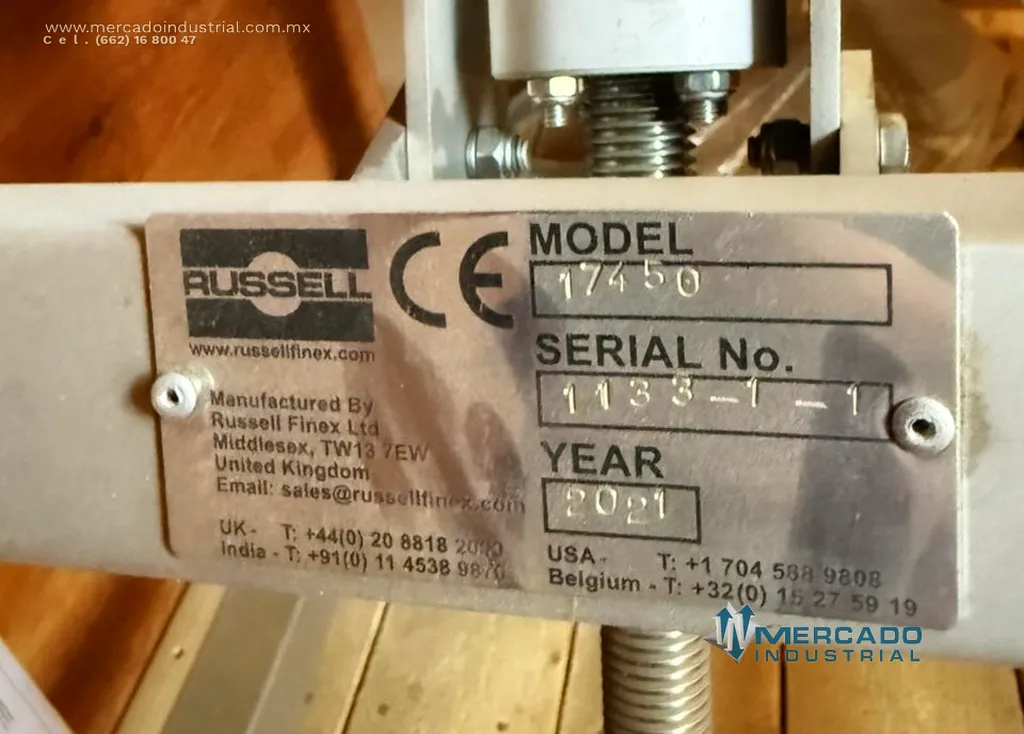 www.mercadoindustrial.com.mx
Cel. (662) 16 800 47
RUSSELL
www.russellfinex.com
Manufactured By
Russell Finex Ltd
Middlesex, TW13 7EW
United Kingdom
Email: sales@russellfinex.com
UK - T: +44(0) 20 8818 2000
India - T: +91(0) 11 4538 9870
CE
MODEL
17450
SERIAL No.
1133-1-1
YEAR
2021
USA - T: +1 704 588 9808
Belgium - T: +32(0) 15 27 59 19
MERCADO
INDUSTRIAL